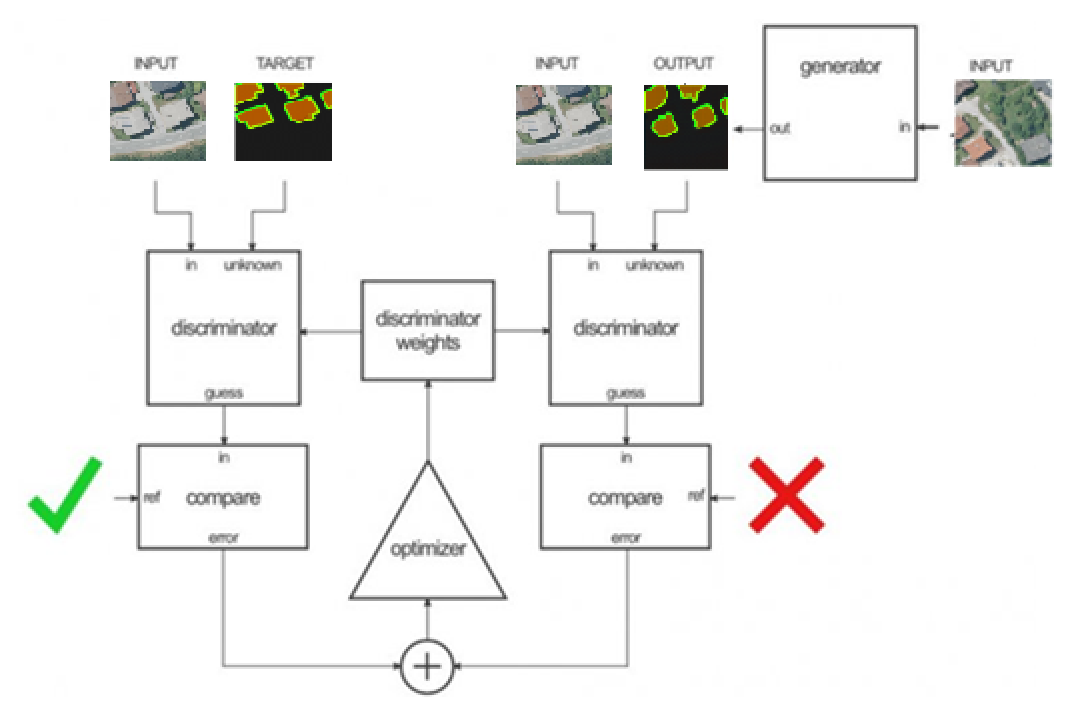 INPUT
TARGET
INPUT
OUTPUT
generator
INPUT
out
in
in
unknown
in
unknown
discriminator
discriminator
weights
discriminator
guess
guess
in
in
ref
compare
compare
ref
error
error
optimizer
+